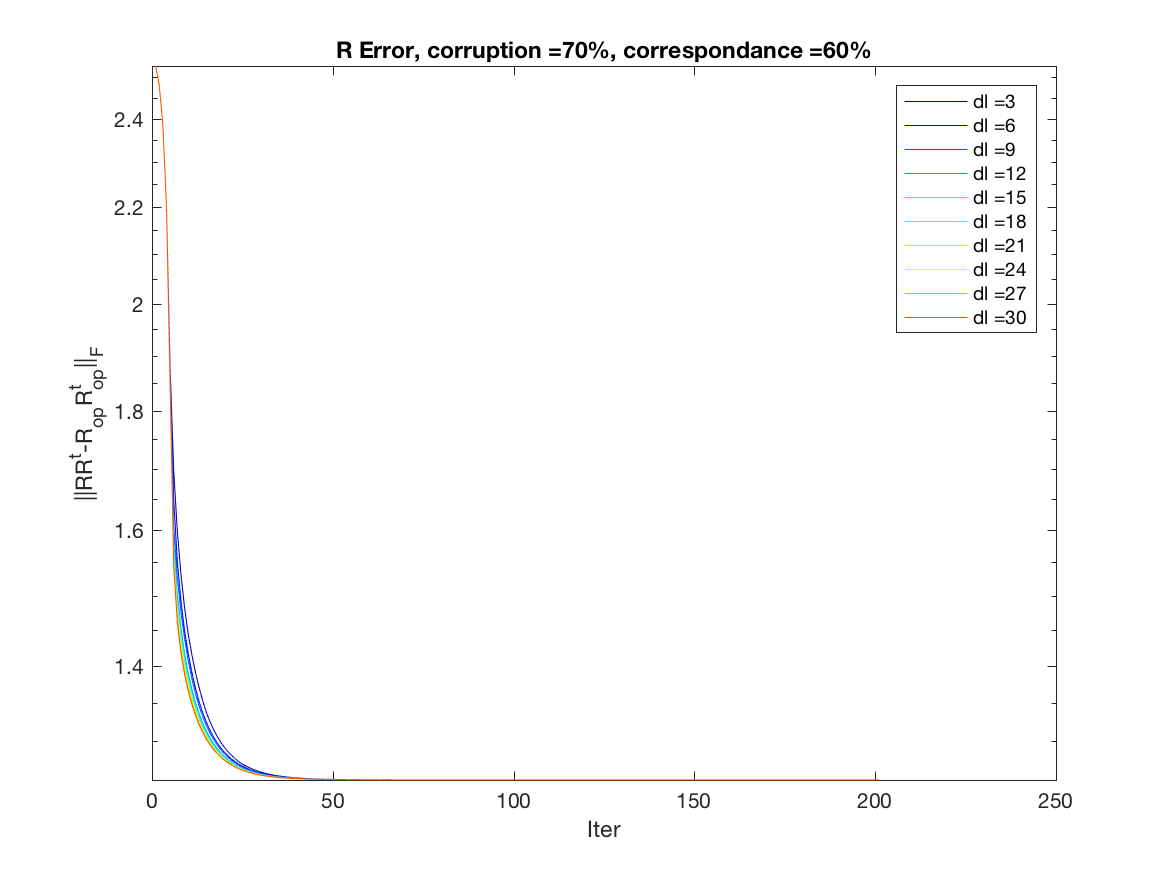 R Error, corruption =70%, correspondance =60%
||RR^t-R_op R^t_op||_F
2.4
2.2
2
1.8
1.6
1.4
0
50
100
150
200
250
Iter
dl =3
dl =6
dl =9
dl =12
dl =15
dl =18
dl =21
dl =24
dl =27
dl =30